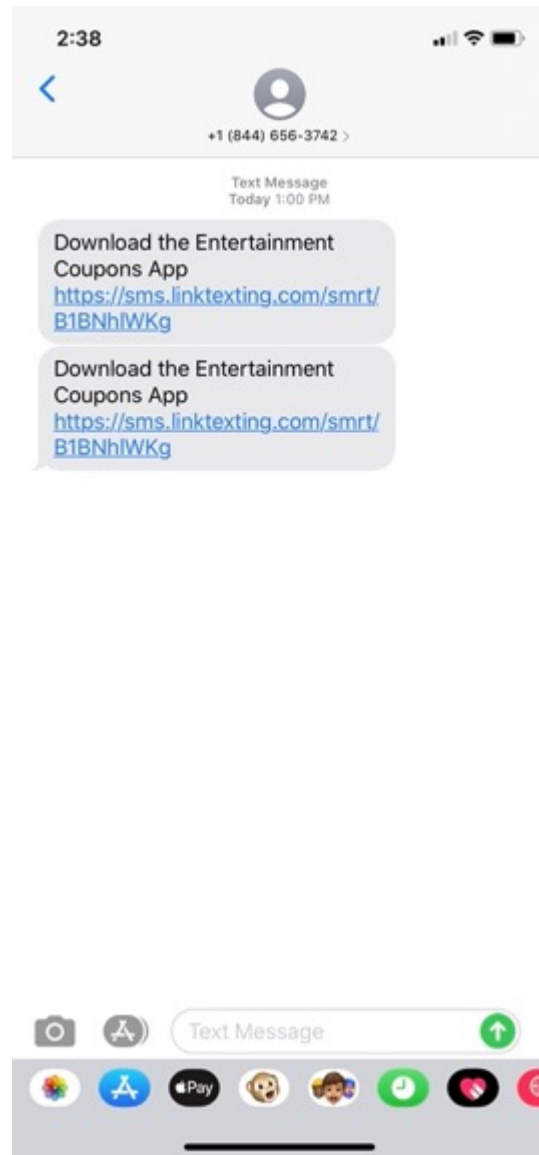 2:38
+1 (844) 656-3742 >
Text Message
Today 1:00 PM
Download the Entertainment
Coupons App
https://sms.linktexting.com/smrt/
B1BNhlWKg
Download the Entertainment
Coupons App
https://sms.linktexting.com/smrt/
B1BNhlWKg
Text Message
Pay